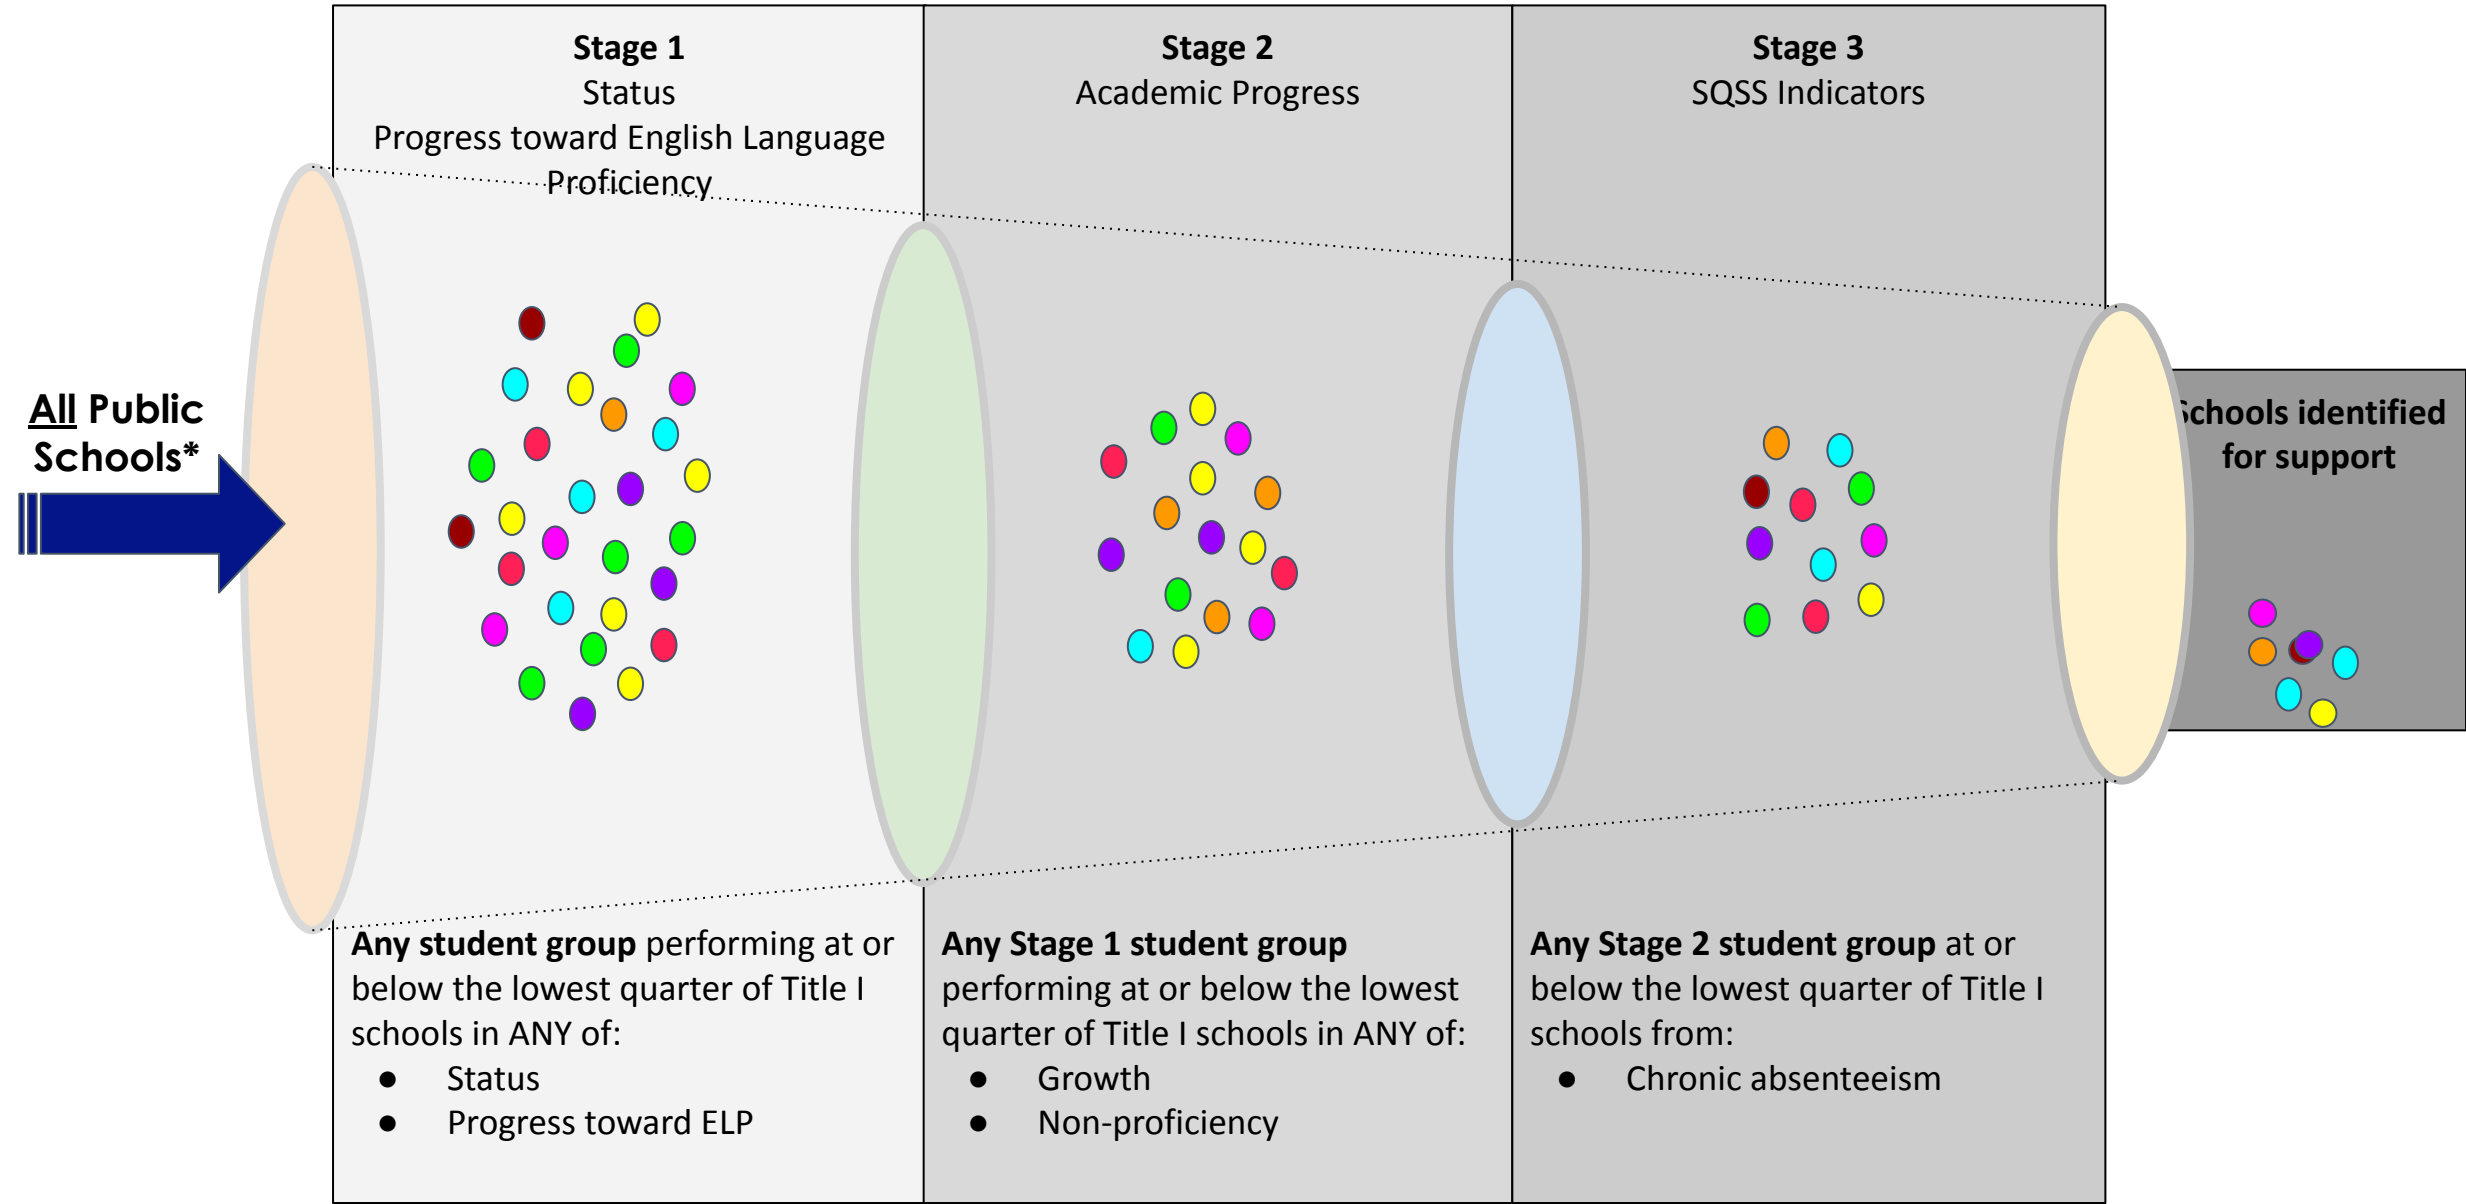 Stage 1
Status
Progress toward English Language
Proficiency
Stage 2
Academic Progress
Stage 3
SQSS Indicators
All Public
Schools*
Schools identified
for support
Any student group performing at or
below the lowest quarter of Title I
schools in ANY of:
● Status
● Progress toward ELP
Any Stage 1 student group
performing at or below the lowest
quarter of Title I schools in ANY of:
● Growth
● Non-proficiency
Any Stage 2 student group at or
below the lowest quarter of Title I
schools from:
● Chronic absenteeism